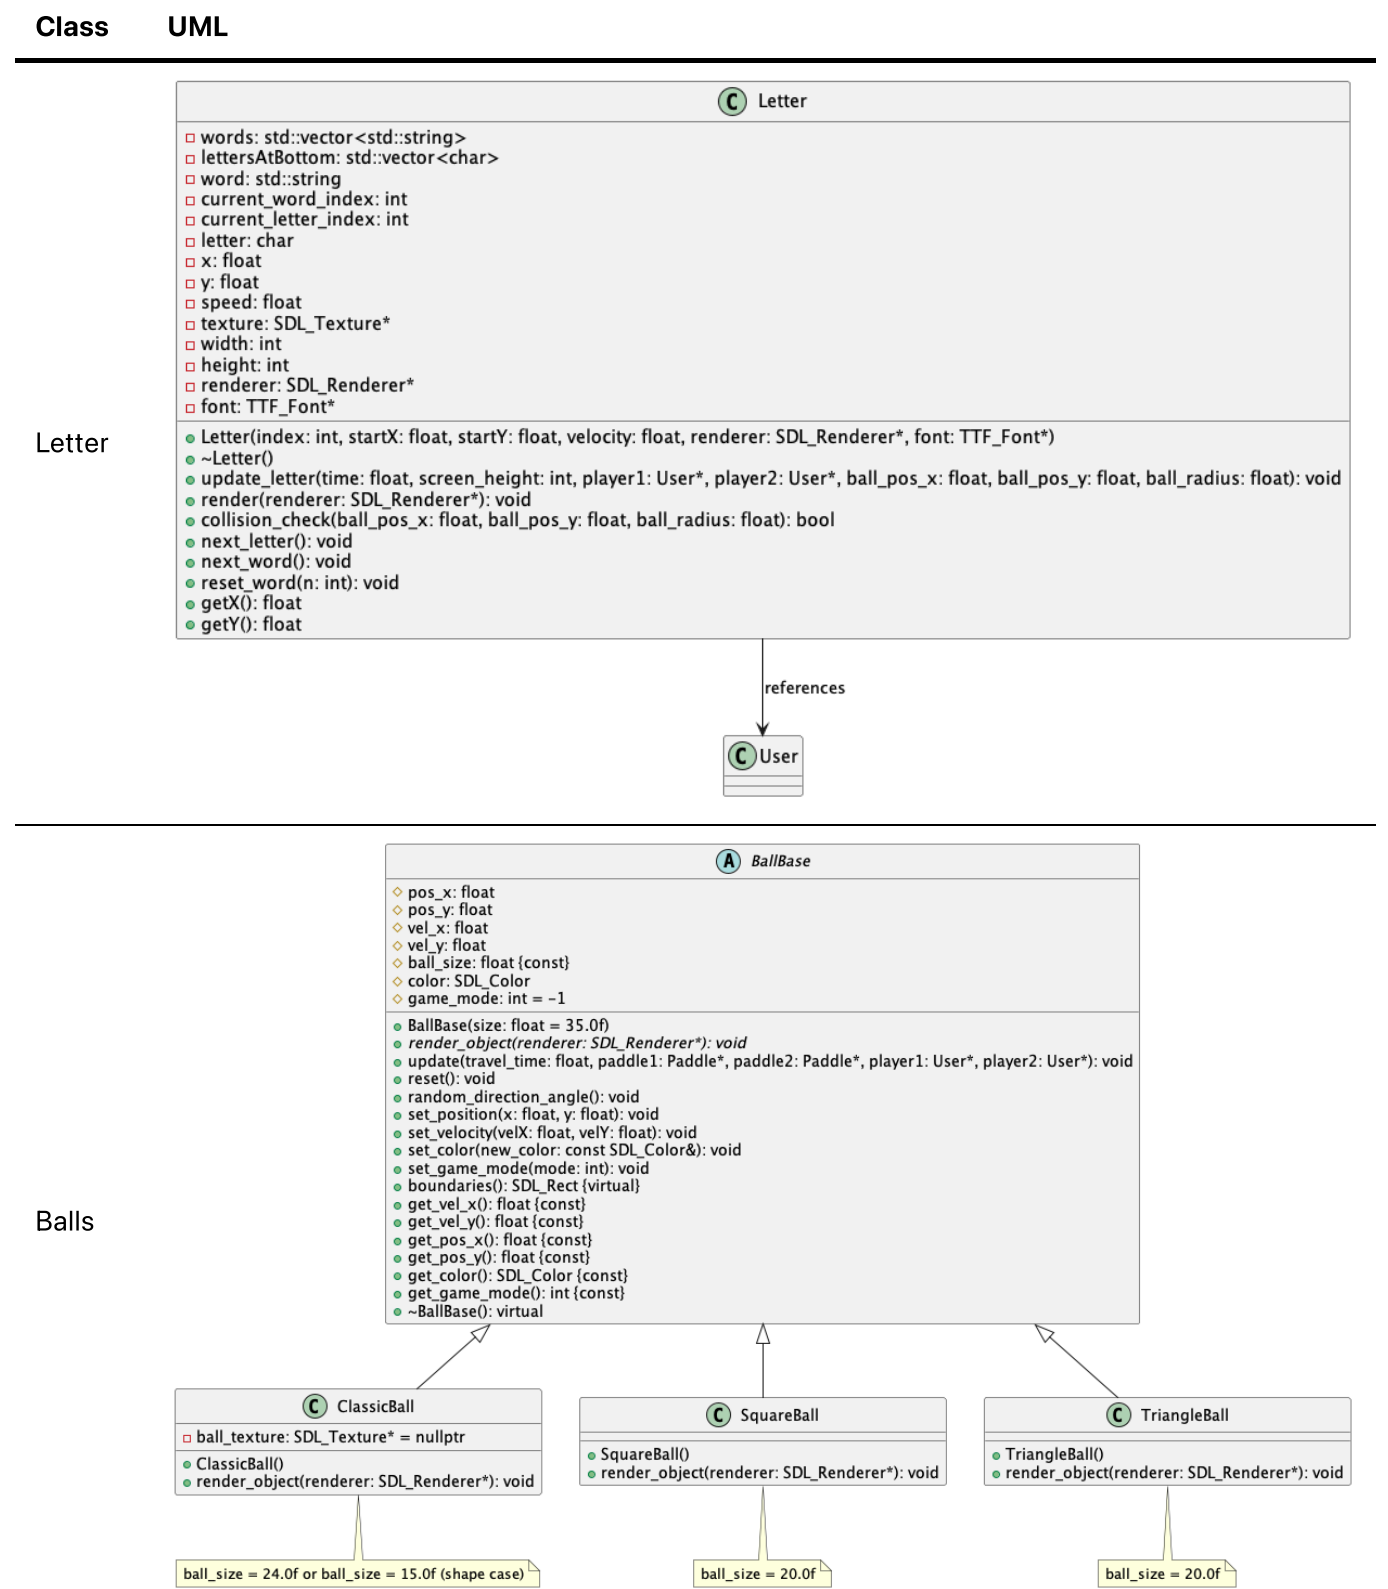 Class UML
C Letter
words: std::vector<std::string>
lettersAtBottom: std::vector<char>
word: std::string
current_word_index: int
current_letter_index: int
letter: char
x: float
y: float
speed: float
texture: SDL_Texture*
width: int
height: int
renderer: SDL_Renderer*
font: TTF_Font*
Letter
Letter(index: int, startX: float, startY: float, velocity: float, renderer: SDL_Renderer*, font: TTF_Font*)
~Letter()
update_letter(time: float, screen_height: int, player1: User*, player2: User*, ball_pos_x: float, ball_pos_y: float, ball_radius: float): void
render(renderer: SDL_Renderer*): void
collision_check(ball_pos_x: float, ball_pos_y: float, ball_radius: float): bool
next_letter(): void
next_word(): void
reset_word(n: int): void
getX(): float
getY(): float
references
C User
A BallBase
pos_x: float
pos_y: float
vel_x: float
vel_y: float
ball_size: float {const}
color: SDL_Color
game_mode: int = -1
BallBase(size: float = 35.0f)
render_object(renderer: SDL_Renderer*): void
update(travel_time: float, paddle1: Paddle*, paddle2: Paddle*, player1: User*, player2: User*): void
reset(): void
random_direction_angle(): void
set_position(x: float, y: float): void
set_velocity(velX: float, velY: float): void
set_color(new_color: const SDL_Color&): void
set_game_mode(mode: int): void
boundaries(): SDL_Rect {virtual}
get_vel_x(): float {const}
Balls
get_vel_y(): float {const}
get_pos_x(): float {const}
get_pos_y(): float {const}
get_color(): SDL_Color {const}
get_game_mode(): int {const}
~BallBase(): virtual
C ClassicBall
ball_texture: SDL_Texture* = nullptr
ClassicBall()
render_object(renderer: SDL_Renderer*): void
C SquareBall
SquareBall()
render_object(renderer: SDL_Renderer*): void
C TriangleBall
TriangleBall()
render_object(renderer: SDL_Renderer*): void
ball_size = 24.0f or ball_size = 15.0f (shape case)
ball_size = 20.0f
ball_size = 20.0f